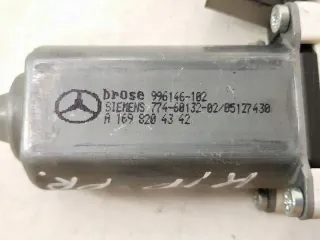 brose 996146-102
SIEMENS 774-60132-02/05127430
A 169 820 43 42